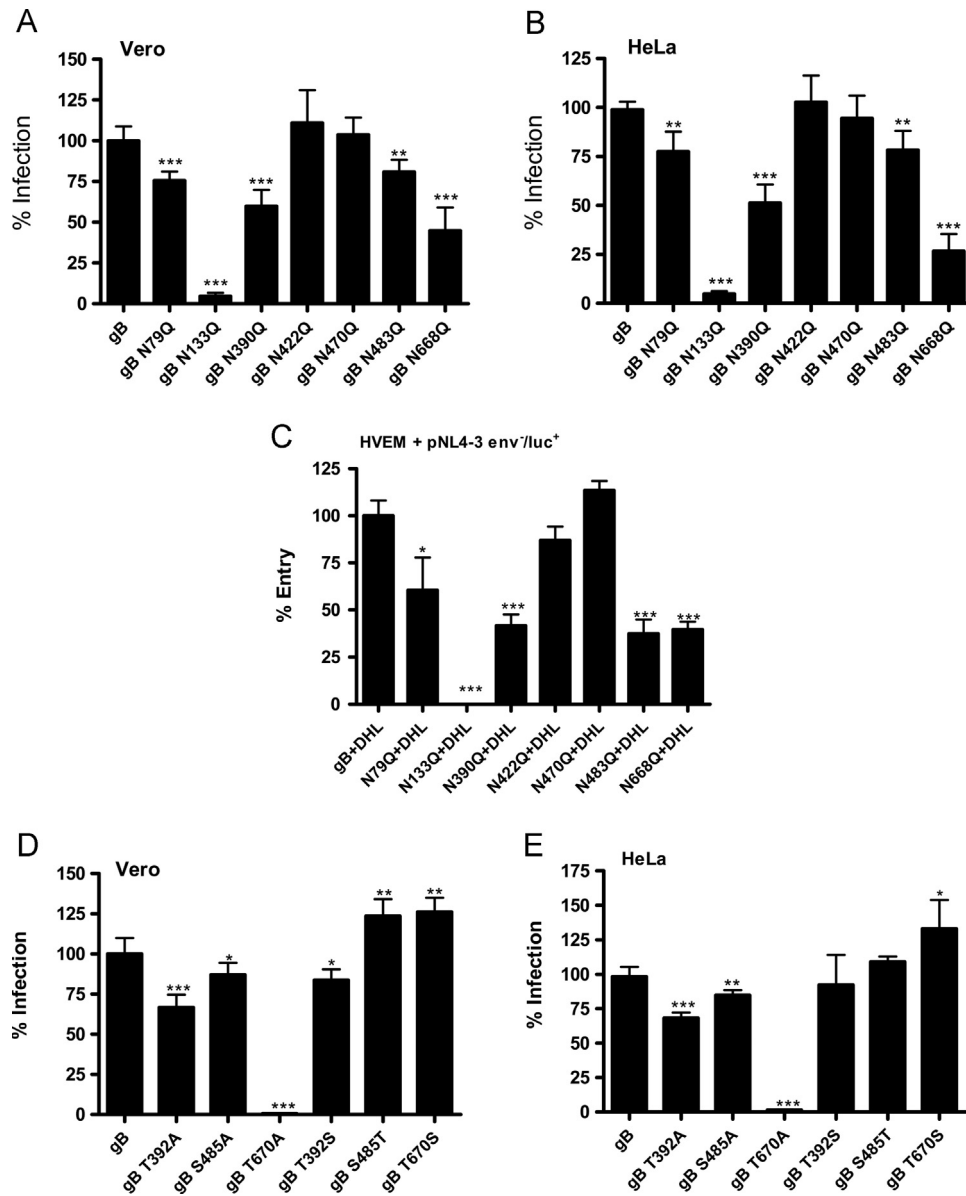 A
Vero
% Infection
150
125
100
75
50
25
0
***
***
***
**
***
gB
gB N79Q
gB N133Q
gB N390Q
gB N422Q
gB N470Q
gB N483Q
gB N668Q
B
HeLa
% Infection
125
100
75
50
25
0
**
***
***
**
***
gB
gB N79Q
gB N133Q
gB N390Q
gB N422Q
gB N470Q
gB N483Q
gB N668Q
C
HVEM + pNL4-3 env⁻/luc⁺
% Entry
125
100
75
50
25
0
*
***
***
***
***
gB+DHL
N79Q+DHL
N133Q+DHL
N390Q+DHL
N422Q+DHL
N470Q+DHL
N483Q+DHL
N668Q+DHL
D
Vero
% Infection
150
125
100
75
50
25
0
***
*
***
*
**
**
gB
gB T392A
gB S485A
gB T670A
gB T392S
gB S485T
gB T670S
E
HeLa
% Infection
175
150
125
100
75
50
25
0
***
**
***
*
gB
gB T392A
gB S485A
gB T670A
gB T392S
gB S485T
gB T670S